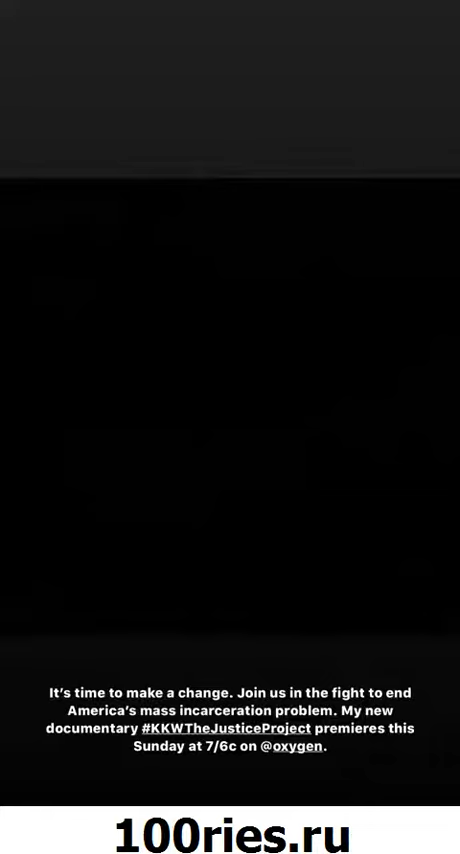 It's time to make a change. Join us in the fight to end
America's mass incarceration problem. My new
documentary #KKWTheJusticeProject premieres this
Sunday at 7/6c on @oxygen.
100ries.ru